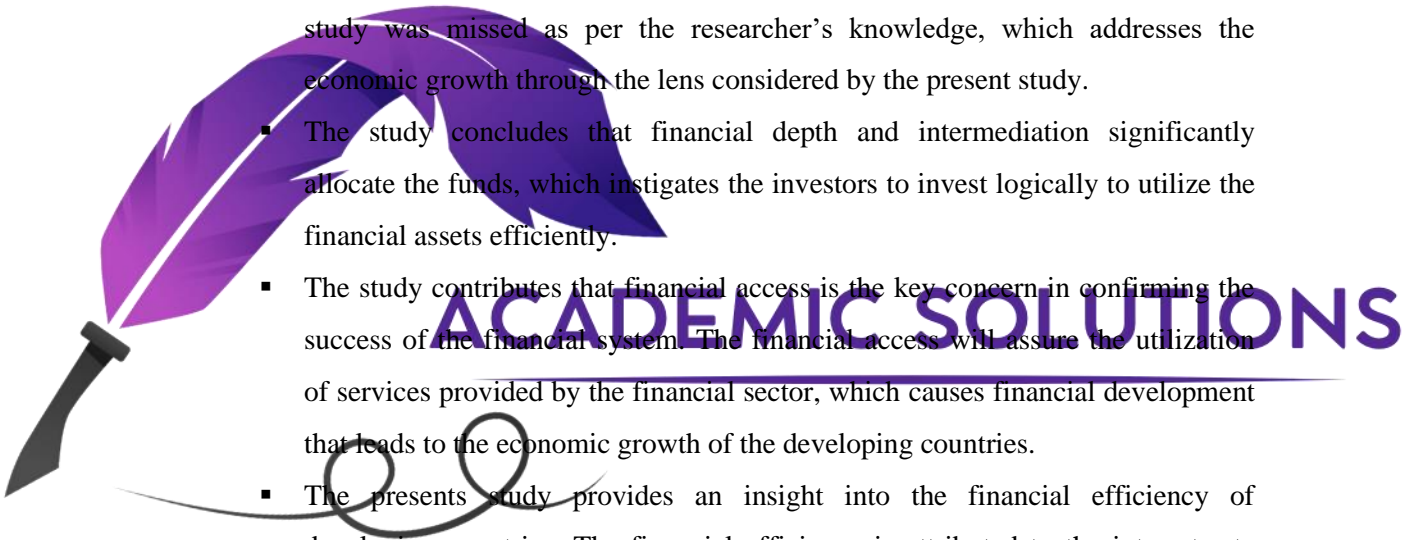 study was missed as per the researcher’s knowledge, which addresses the
economic growth through the lens considered by the present study.
▪ The study concludes that financial depth and intermediation significantly
allocate the funds, which instigates the investors to invest logically to utilize the
financial assets efficiently.
▪ The study contributes that financial access is the key concern in confirming the
ACADEMIC SOLUTIONS
success of the financial system. The financial access will assure the utilization
of services provided by the financial sector, which causes financial development
that leads to the economic growth of the developing countries.
▪ The presents study provides an insight into the financial efficiency of